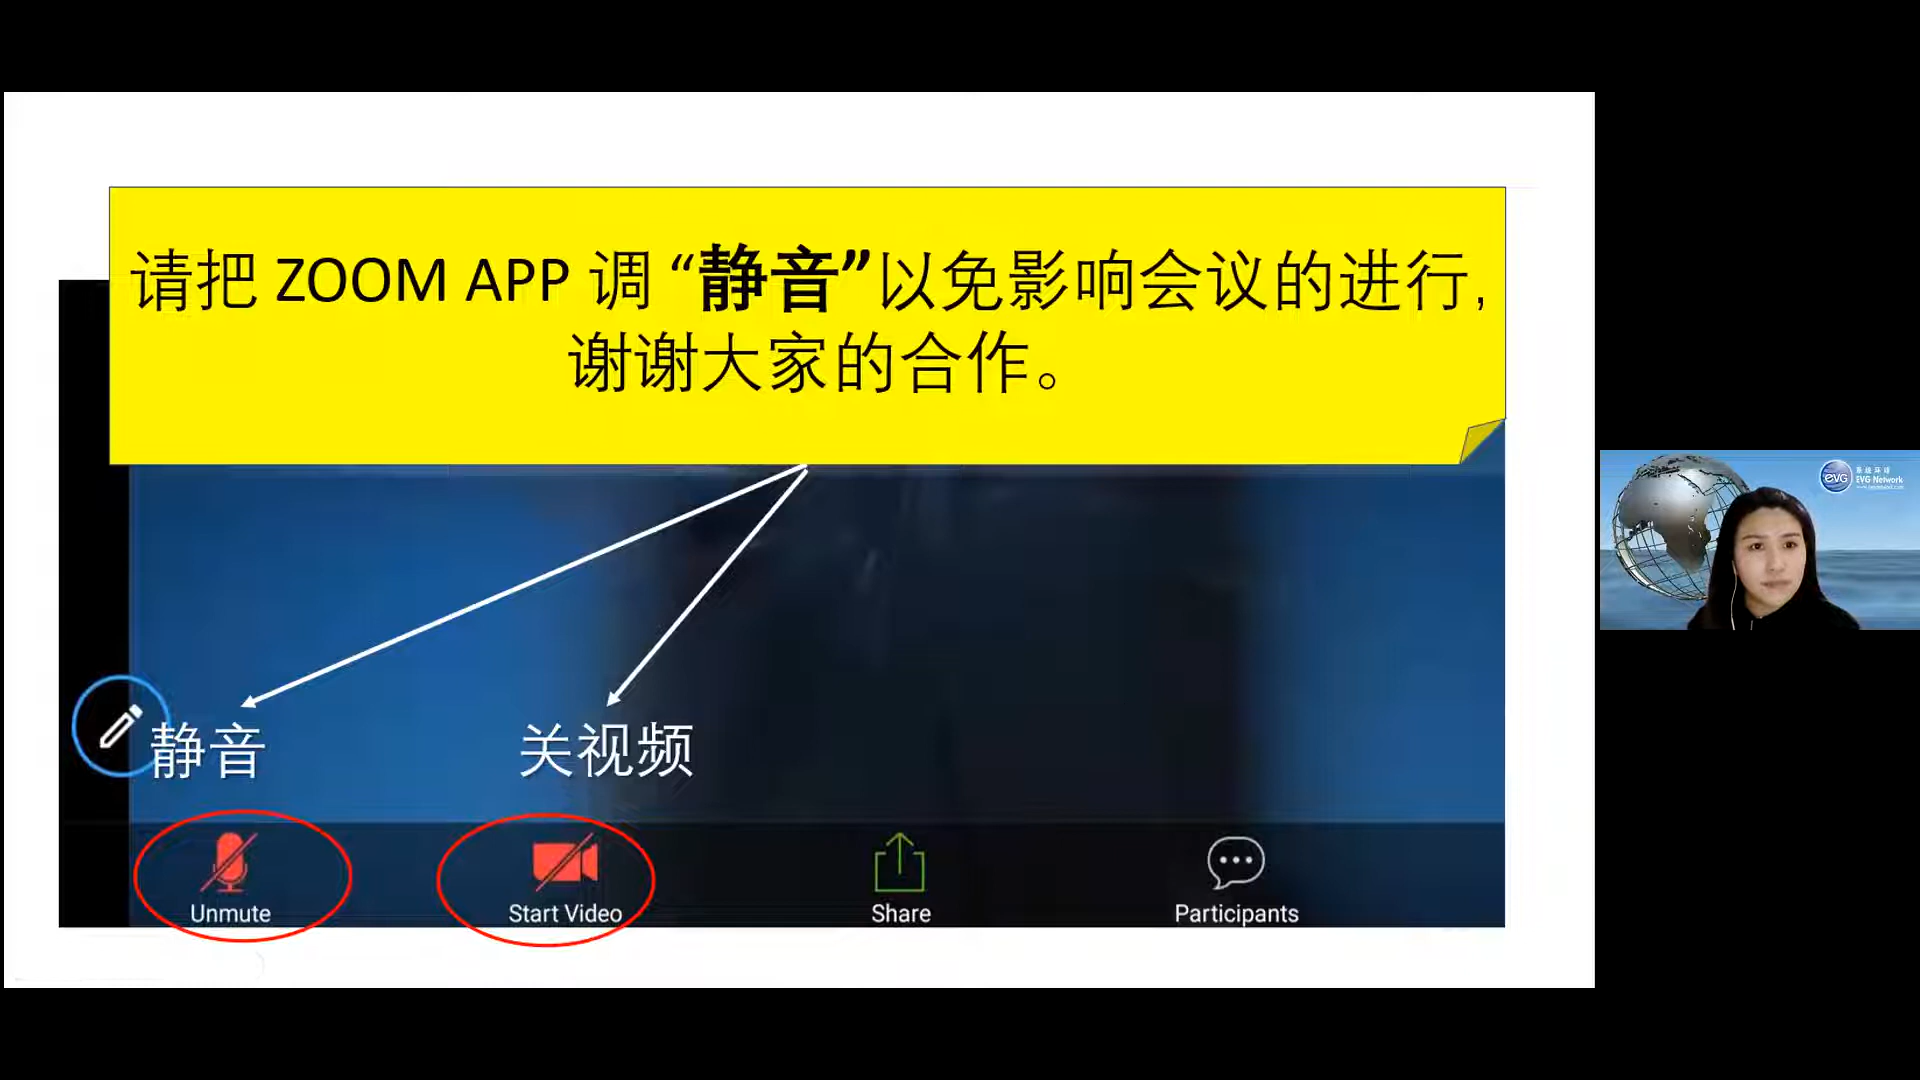 请把 ZOOM APP 调 “静音”以免影响会议的进行,
谢谢大家的合作。
静音
关视频
Unmute
Start Video
Share
Participants
evG
EVG Network